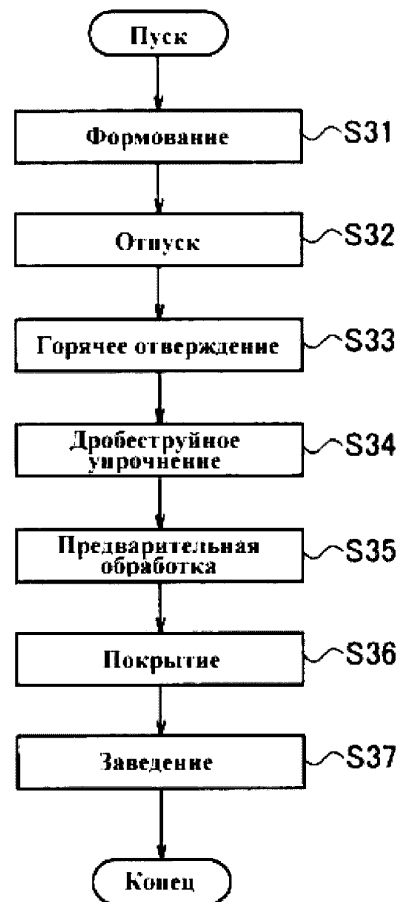 Пуск
Формование S31
Отпуск S32
Горячее отверждение S33
Дробеструйное
упрочнение S34
Предварительная
обработка S35
Покрытие S36
Заведение S37
Конец